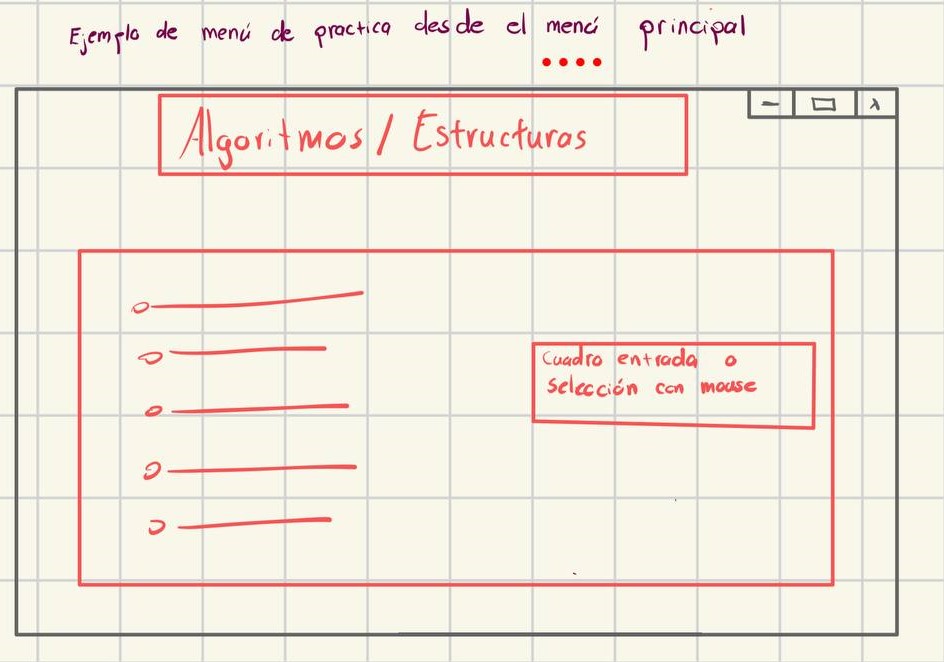 Ejemplo de menú de practica desde el menú principal
Algoritmos / Estructuras
Cuadro entrada o
Selección con mouse